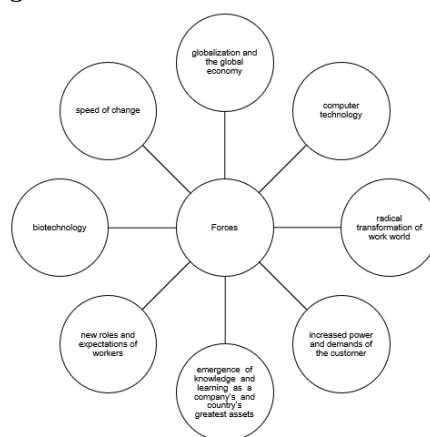 globalization and
the global
economy
speed of change
computer
technology
biotechnology
Forces
radical
transformation of
work world
new roles and
expectations of
workers
increased power
and demands of
the customer
emergence of
knowledge and
learning as a
company's and
country's
greatest assets